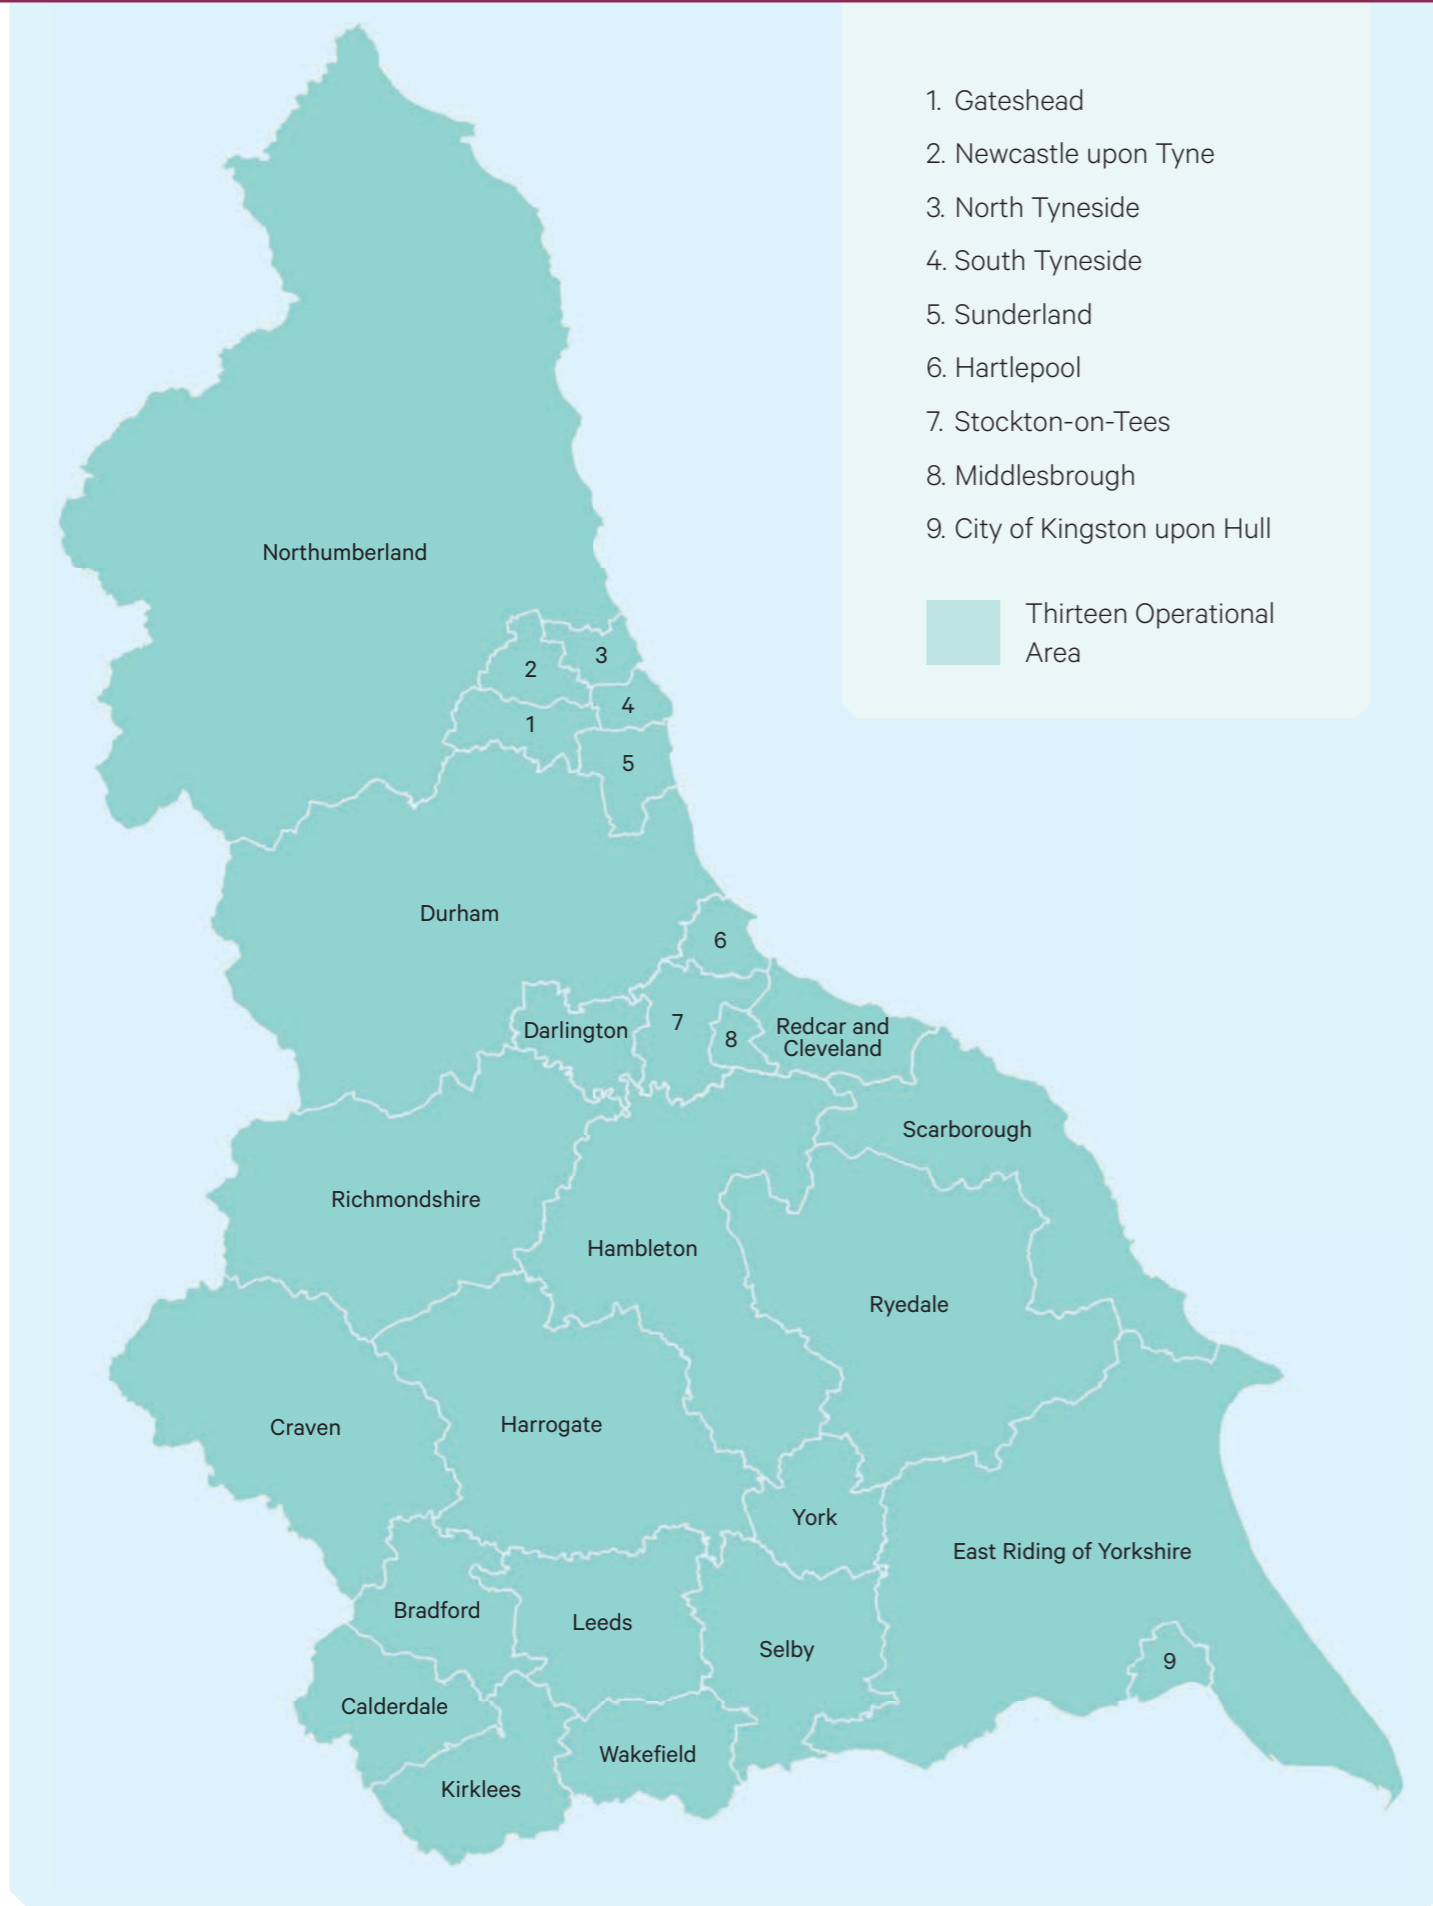 1. Gateshead
2. Newcastle upon Tyne
3. North Tyneside
4. South Tyneside
5. Sunderland
6. Hartlepool
7. Stockton-on-Tees
8. Middlesbrough
9. City of Kingston upon Hull
Thirteen Operational
Area
Northumberland
3
2
4
1
5
Durham
6
7
Darlington
8
Redcar and
Cleveland
Scarborough
Richmondshire
Hambleton
Ryedale
Craven
Harrogate
York
East Riding of Yorkshire
Bradford
Leeds
Selby
9
Calderdale
Wakefield
Kirklees